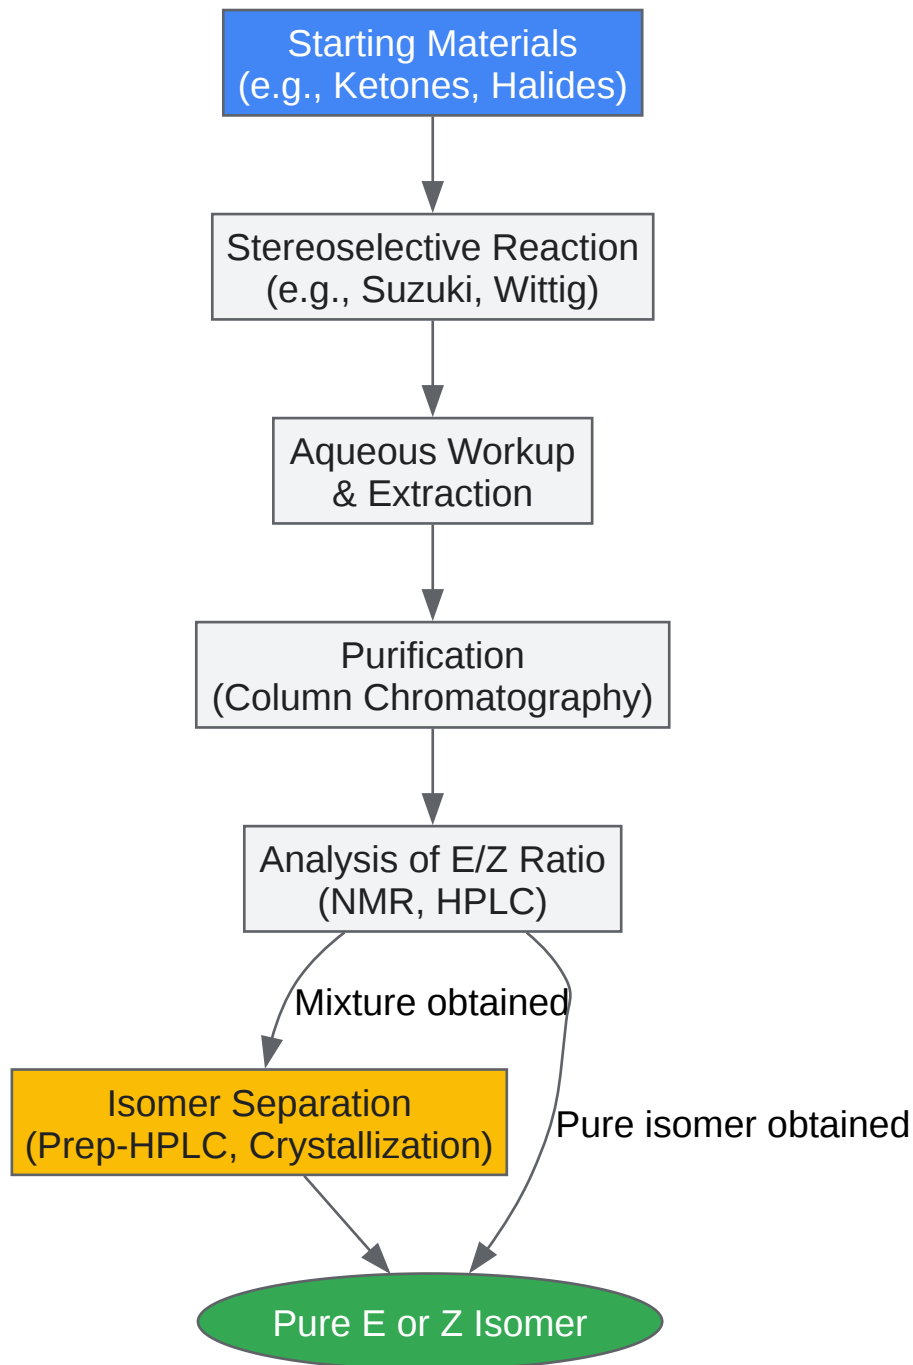 Starting Materials
(e.g., Ketones, Halides)
Stereoselective Reaction
(e.g., Suzuki, Wittig)
Aqueous Workup
& Extraction
Purification
(Column Chromatography)
Analysis of E/Z Ratio
(NMR, HPLC)
Mixture obtained
Isomer Separation
(Prep-HPLC, Crystallization)
Pure isomer obtained
Pure E or Z Isomer